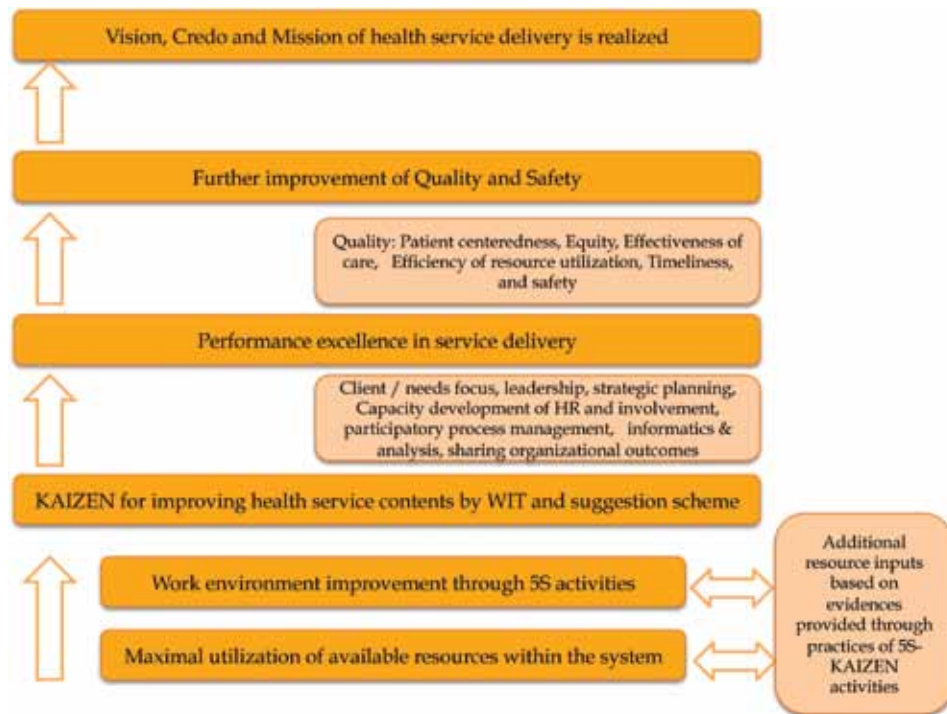 Vision, Credo and Mission of health service delivery is realized
Further improvement of Quality and Safety
Quality: Patient centeredness, Equity, Effectiveness of
care, Efficiency of resource utilization, Timeliness,
and safety
Performance excellence in service delivery
Client / needs focus, leadership, strategic planning,
Capacity development of HR and involvement,
participatory process management, informatics &
analysis, sharing organizational outcomes
KAIZEN for improving health service contents by WIT and suggestion scheme
Work environment improvement through 5S activities
Maximal utilization of available resources within the system
Additional
resource inputs
based on
evidences
provided through
practices of 5S-
KAIZEN
activities